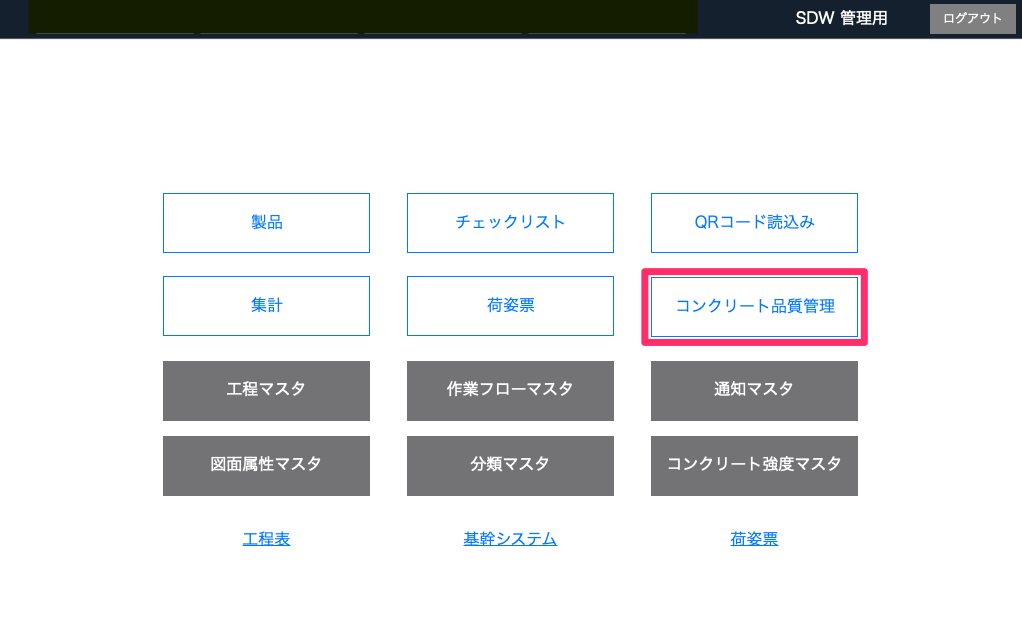 SDW 管理用
ログアウト
製品
チェックリスト
QRコード読込み
集計
荷姿票
コンクリート品質管理
工程マスタ
作業フローマスタ
通知マスタ
図面属性マスタ
分類マスタ
コンクリート強度マスタ
工程表
基幹システム
荷姿票